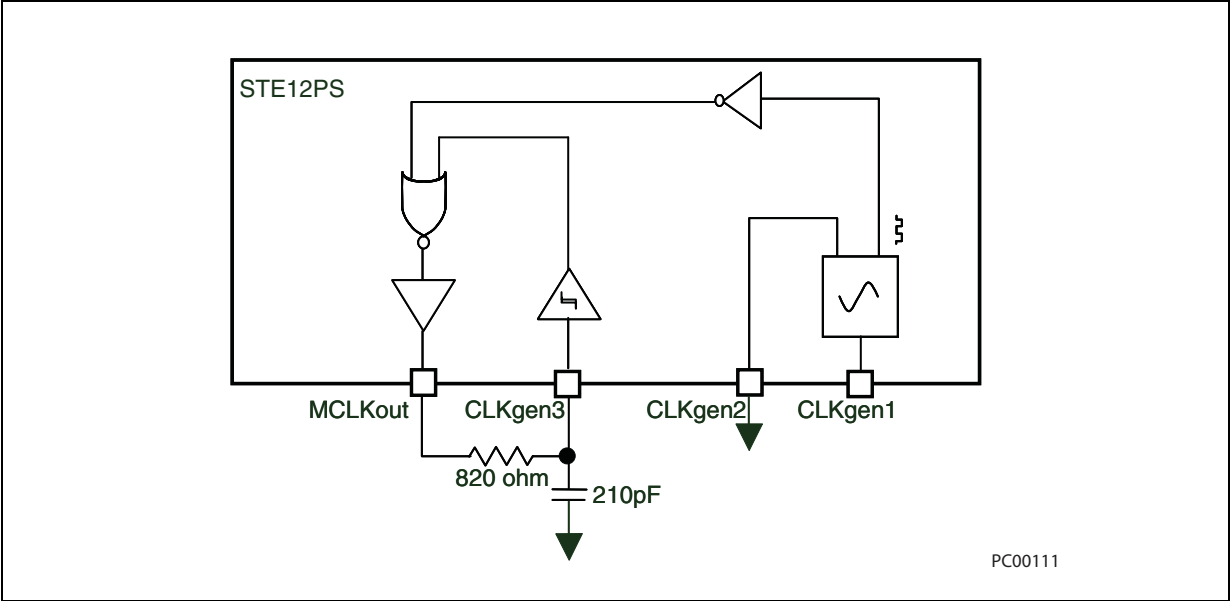 STE12PS
MCLKout
CLKgen3
CLKgen2
CLKgen1
820 ohm
210pF
PC00111